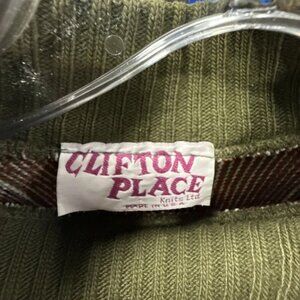 CLIFTON
PLACE
Knits Ltd.
MADE IN U.S.A.